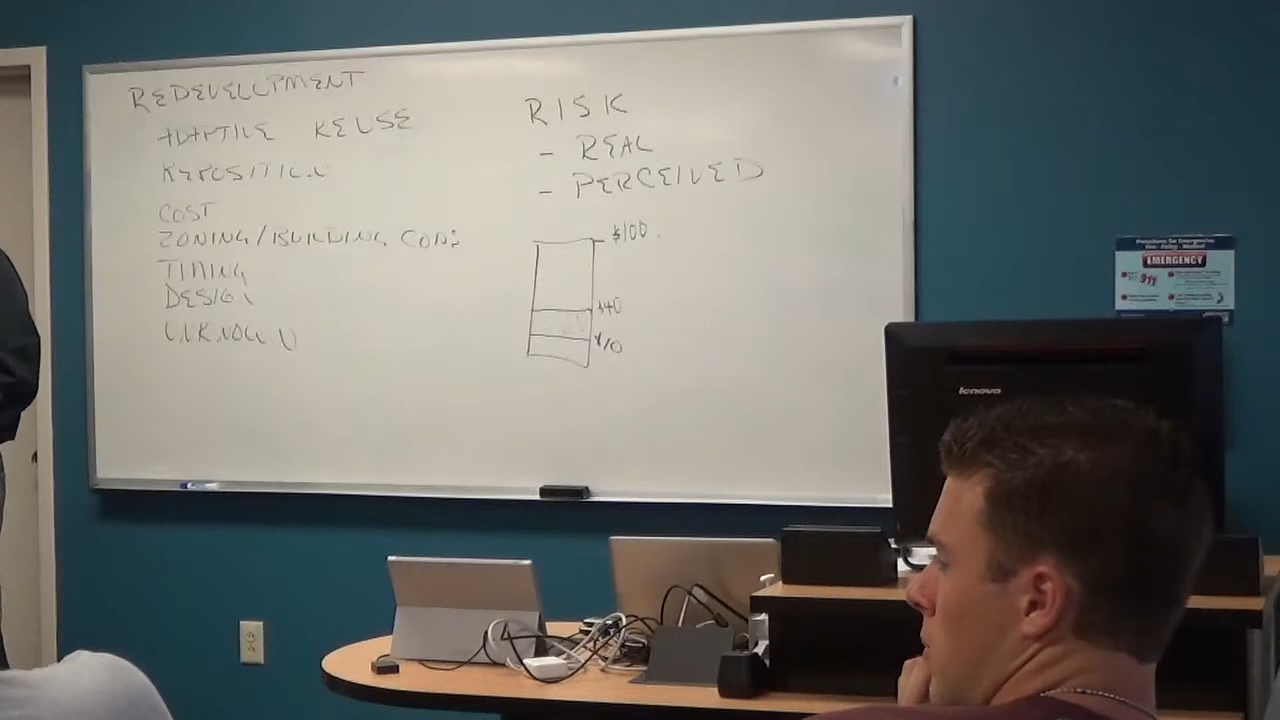 REDEVELOPMENT
ADAPTIVE REUSE
REPOSITION
COST
ZONING/BUILDING CODE
TIMING
DESIGN
UNKNOWN
RISK
- REAL
- PERCEIVED
$100
$40
$10
EMERGENCY
911
lenovo